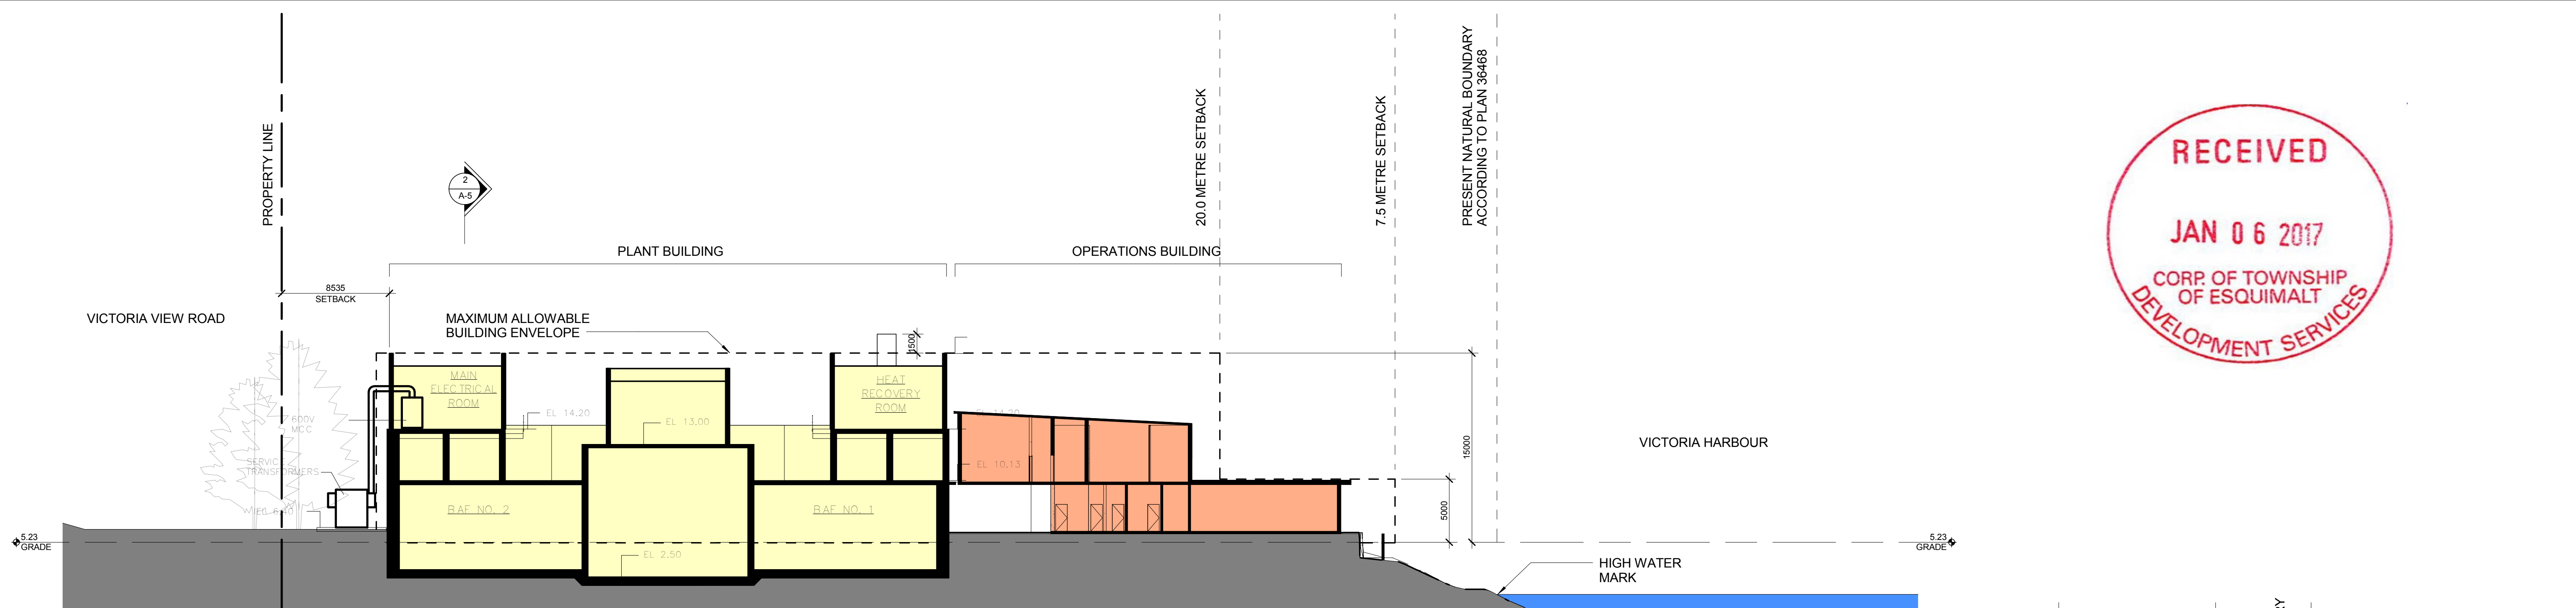 PROPERTY LINE
20.0 METRE SETBACK
7.5 METRE SETBACK
PRESENT NATURAL BOUNDARY
ACCORDING TO PLAN 36468
RECEIVED
JAN 06 2017
CORP. OF TOWNSHIP
OF ESQUIMALT
DEVELOPMENT SERVICES
2
A-5
PLANT BUILDING
OPERATIONS BUILDING
8535
SETBACK
VICTORIA VIEW ROAD
MAXIMUM ALLOWABLE
BUILDING ENVELOPE
1500
MAIN
ELECTRICAL
ROOM
HEAT
RECOVERY
ROOM
600V
MCC
EL 14.20
EL 13.00
EL 14.20
SERVICE
TRANSFORMERS
EL 10.13
VICTORIA HARBOUR
15000
5000
BAF NO. 2
BAF NO. 1
EL 2.50
5.23
GRADE
5.23
GRADE
HIGH WATER
MARK